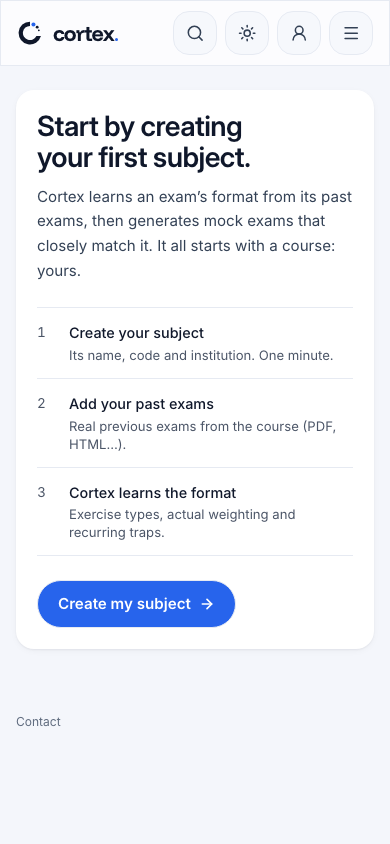 cortex.
Start by creating
your first subject.
Cortex learns an exam’s format from its past
exams, then generates mock exams that
closely match it. It all starts with a course:
yours.
1 Create your subject
Its name, code and institution. One minute.
2 Add your past exams
Real previous exams from the course (PDF,
HTML...).
3 Cortex learns the format
Exercise types, actual weighting and
recurring traps.
Create my subject →
Contact